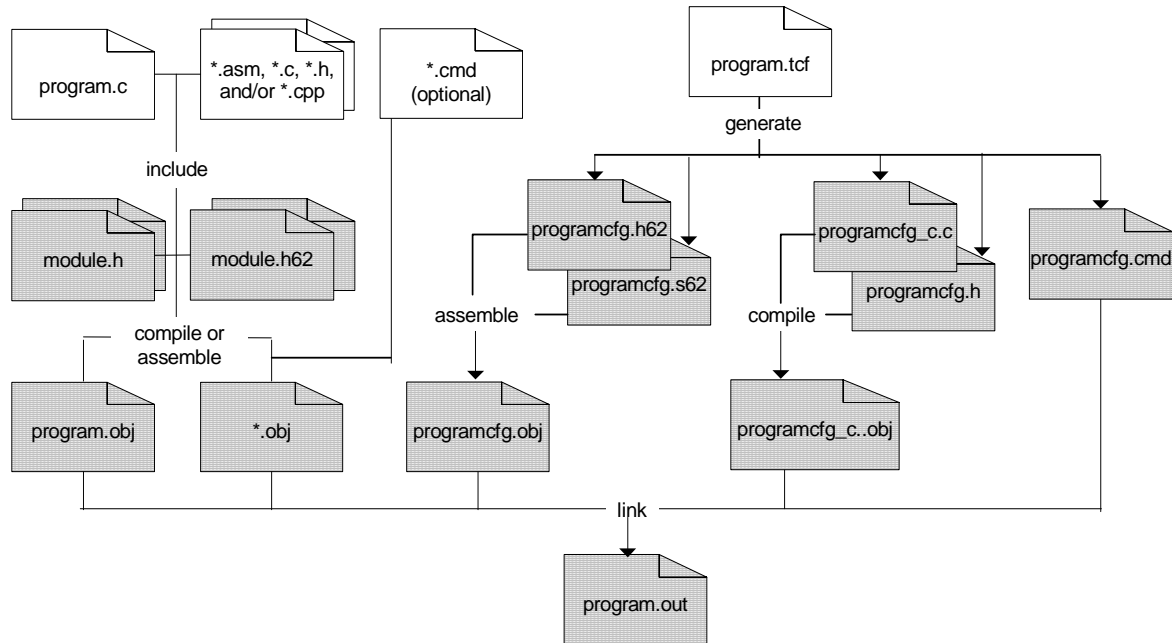 program.c
*.asm, *.c, *.h,
and/or *.cpp
*.cmd
(optional)
program.tcf
generate
include
module.h
module.h62
programcfg.h62
programcfg.s62
programcfg_c.c
programcfg.h
programcfg.cmd
assemble
compile
compile or
assemble
program.obj
*.obj
programcfg.obj
programcfg_c..obj
link
program.out